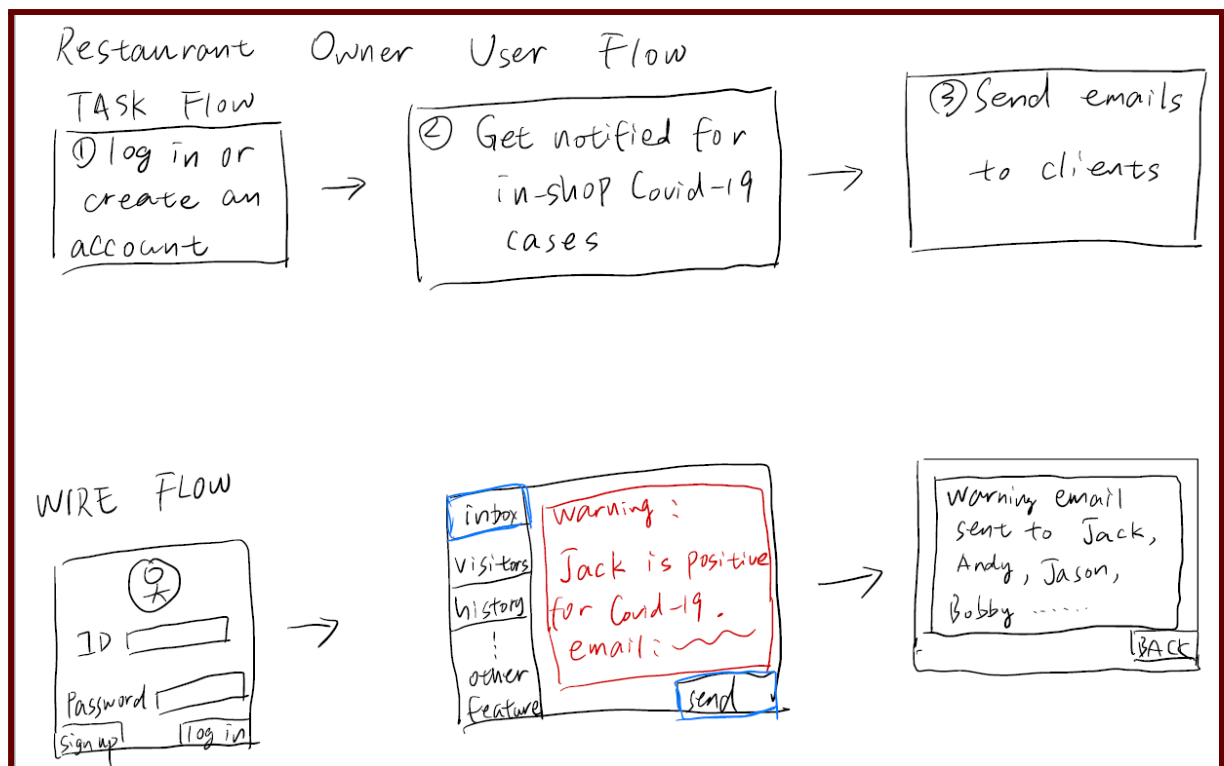 Restaurant Owner User Flow
TASK Flow
① log in or
create an
account
② Get notified for
in-shop Covid-19
cases
③ Send emails
to clients
WIRE FLOW
ID
Password
sign up
log in
inbox
visitors
history
other
feature
Warning :
Jack is positive
for Covid-19.
email:
send
Warning email
sent to Jack,
Andy, Jason,
Bobby ......
BACK